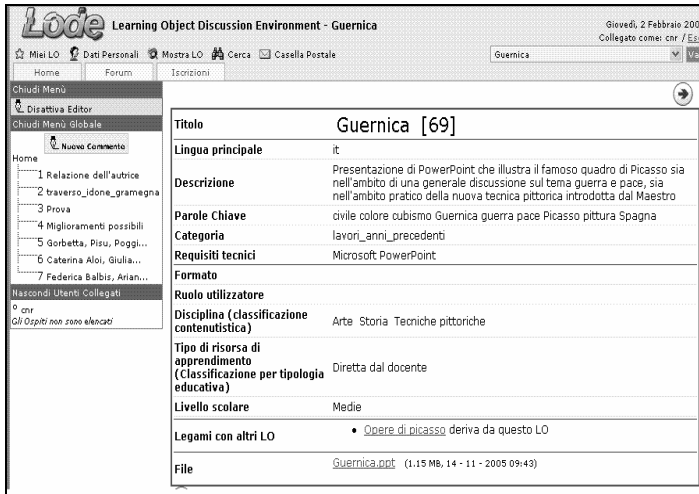 Lode Learning Object Discussion Environment - Guernica
Giovedì, 2 Febbraio 200
Collegato come: cnr / Es
Miei LO Dati Personali Mostra LO Cerca Casella Postale
Guernica
Va
Home Forum Iscrizioni
Chiudi Menù
Disattiva Editor
Chiudi Menù Globale
Nuovo Commento
Home
1 Relazione dell'autrice
2 traverso_idone_gramegna
3 Prova
4 Miglioramenti possibili
5 Gorbetta, Pisu, Poggi...
6 Caterina Aloi, Giulia...
7 Federica Balbis, Arian...
Nascondi Utenti Collegati
° cnr
Gli Ospiti non sono elencati
Titolo Guernica [69]
Lingua principale it
Descrizione
Presentazione di PowerPoint che illustra il famoso quadro di Picasso sia
nell'ambito di una generale discussione sul tema guerra e pace, sia
nell'ambito pratico della nuova tecnica pittorica introdotta dal Maestro
Parole Chiave civile colore cubismo Guernica guerra pace Picasso pittura Spagna
Categoria lavori_anni_precedenti
Requisiti tecnici Microsoft PowerPoint
Formato
Ruolo utilizzatore
Disciplina (classificazione
contenutistica) Arte Storia Tecniche pittoriche
Tipo di risorsa di
apprendimento
(Classificazione per tipologia
educativa)
Diretta dal docente
Livello scolare Medie
Legami con altri LO • Opere di picasso deriva da questo LO
File Guernica.ppt (1.15 MB, 14 - 11 - 2005 09:43)